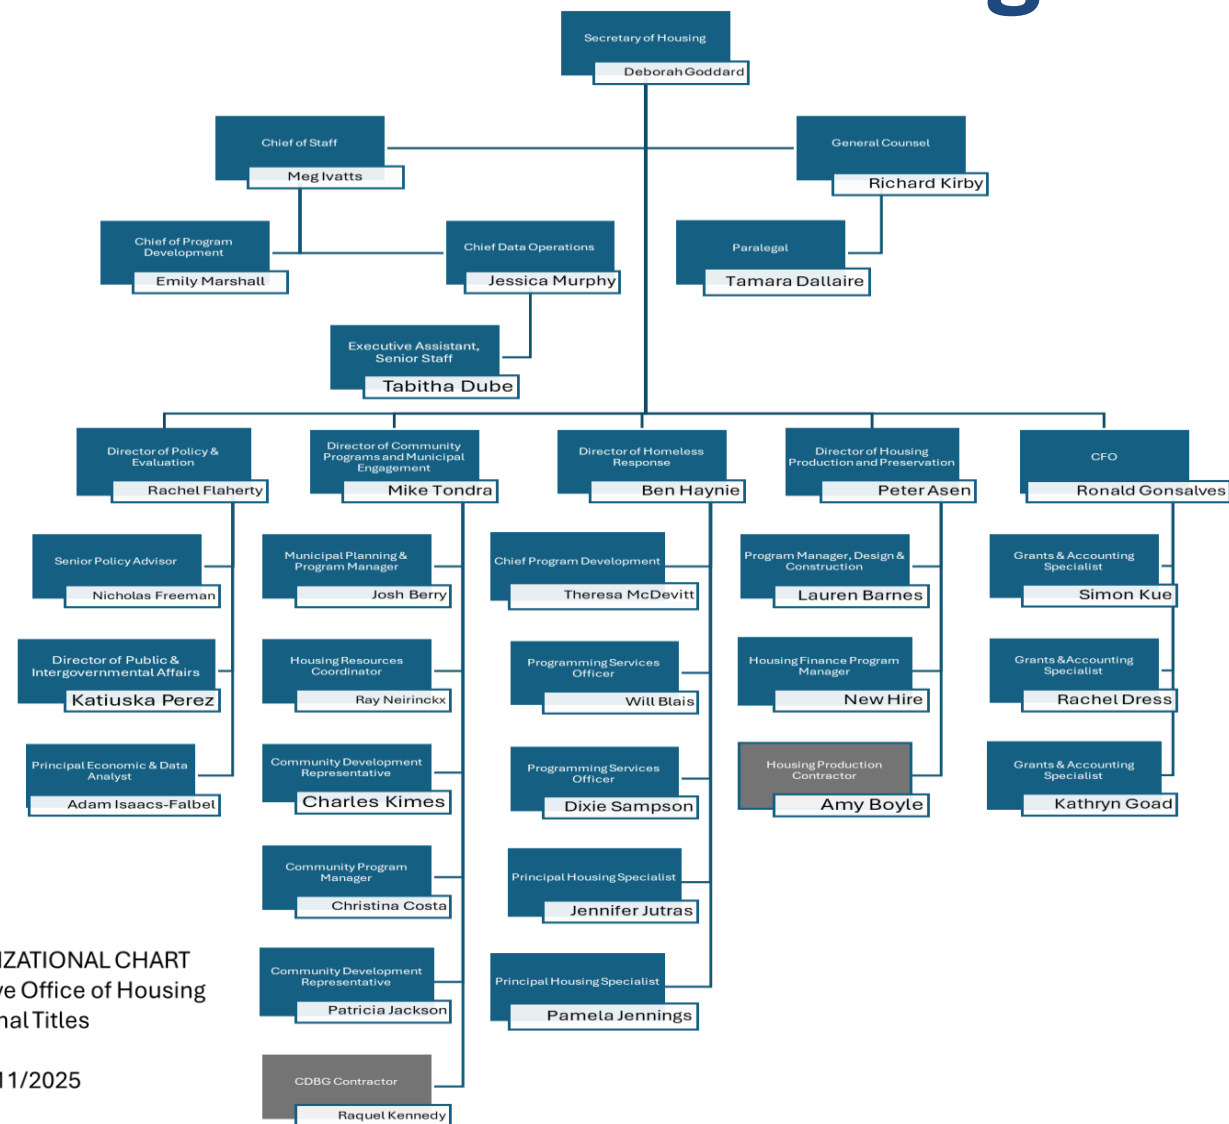 g
Secretary of Housing
Deborah Goddard
Chief of Staff
Meg Ivatts
General Counsel
Richard Kirby
Chief of Program
Development
Emily Marshall
Chief Data Operations
Jessica Murphy
Paralegal
Tamara Dallaire
Executive Assistant,
Senior Staff
Tabitha Dube
Director of Policy &
Evaluation
Rachel Flaherty
Director of Community
Programs and Municipal
Engagement
Mike Tondra
Director of Homeless
Response
Ben Haynie
Director of Housing
Production and Preservation
Peter Asen
CFO
Ronald Gonsalves
Senior Policy Advisor
Nicholas Freeman
Director of Public &
Intergovernmental Affairs
Katiuska Perez
Principal Economic & Data
Analyst
Adam Isaacs-Falbel
Municipal Planning &
Program Manager
Josh Berry
Housing Resources
Coordinator
Ray Neirinckx
Community Development
Representative
Charles Kimes
Community Program
Manager
Christina Costa
Community Development
Representative
Patricia Jackson
CDBG Contractor
Raquel Kennedy
Chief Program Development
Theresa McDevitt
Programming Services
Officer
Will Blais
Programming Services
Officer
Dixie Sampson
Principal Housing Specialist
Jennifer Jutras
Principal Housing Specialist
Pamela Jennings
Program Manager, Design &
Construction
Lauren Barnes
Housing Finance Program
Manager
New Hire
Housing Production
Contractor
Amy Boyle
Grants & Accounting
Specialist
Simon Kue
Grants & Accounting
Specialist
Rachel Dress
Grants & Accounting
Specialist
Kathryn Goad
IZATIONAL CHART
ve Office of Housing
nal Titles
11/2025